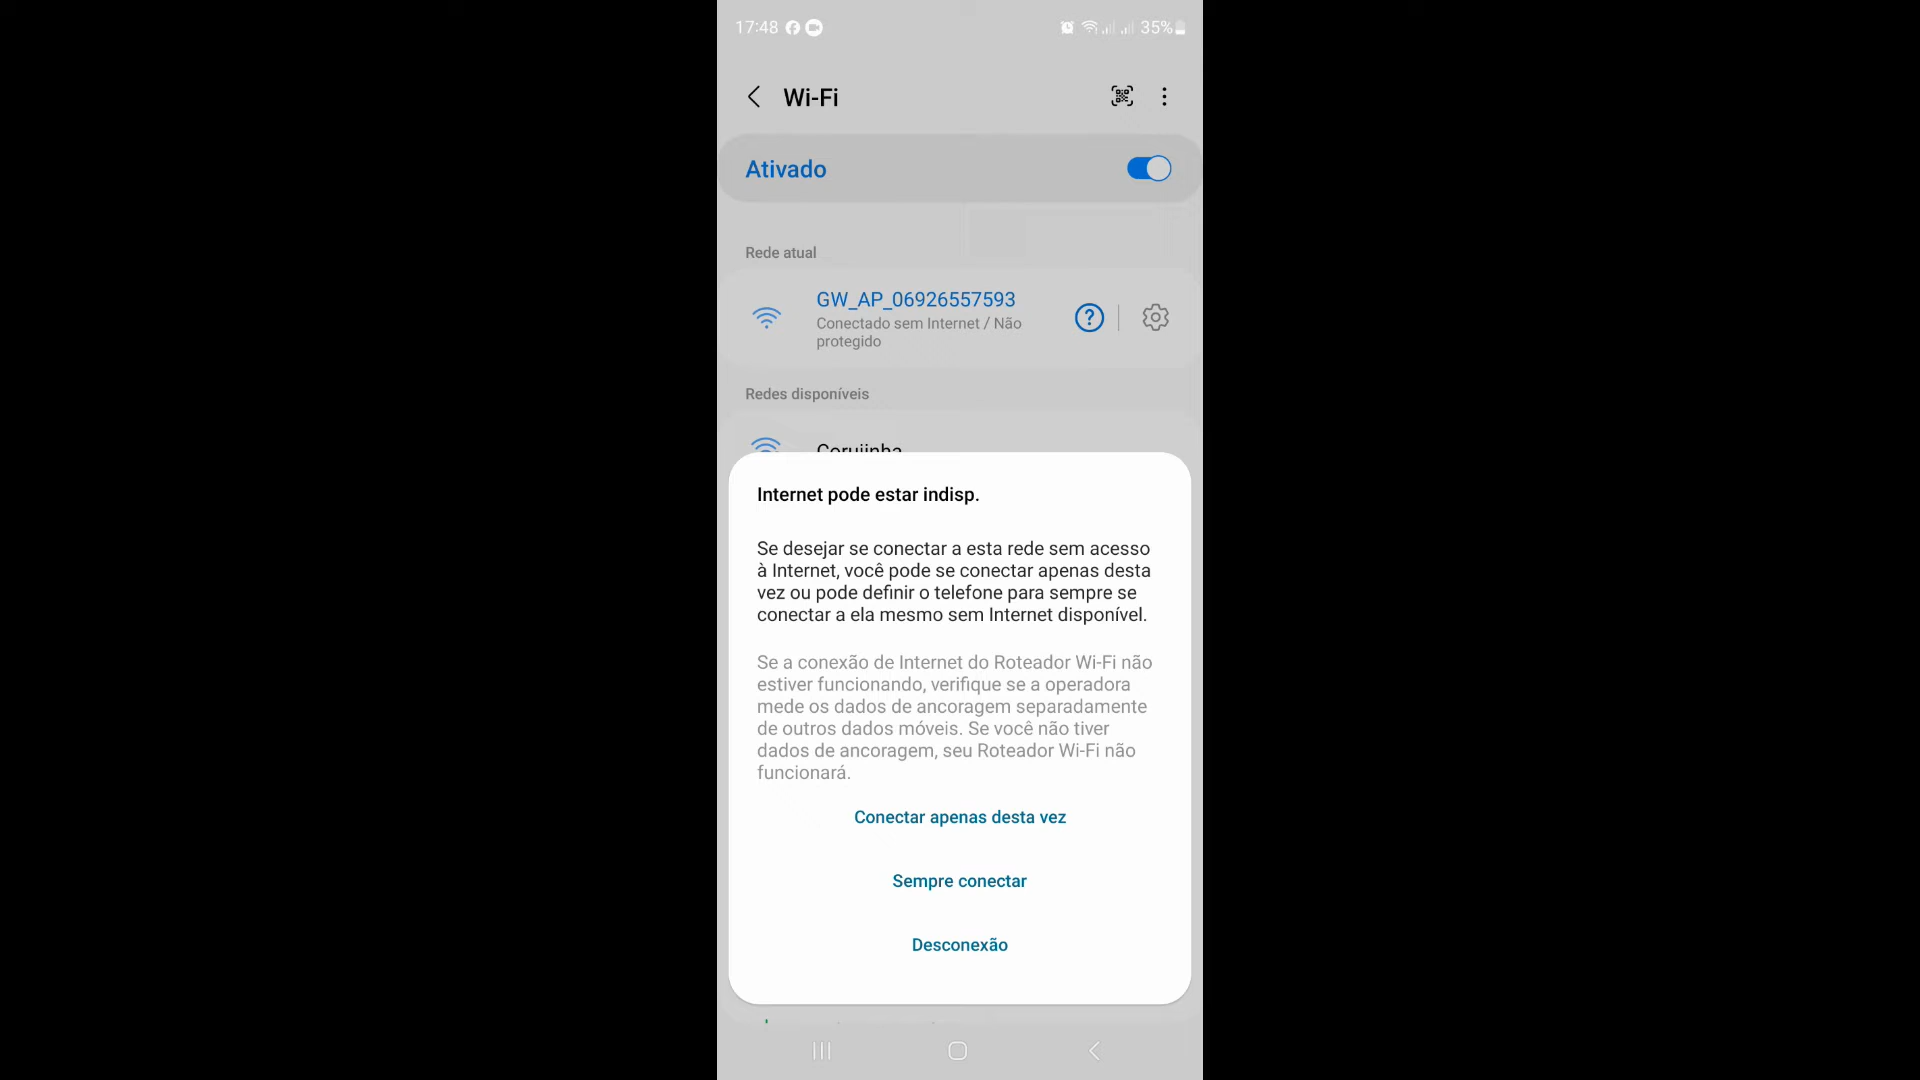 17:48 35%
Wi-Fi
Ativado
Rede atual
GW_AP_06926557593
Conectado sem Internet / Não
protegido
Redes disponíveis
Corujinha
Internet pode estar indisp.
Se desejar se conectar a esta rede sem acesso
à Internet, você pode se conectar apenas desta
vez ou pode definir o telefone para sempre se
conectar a ela mesmo sem Internet disponível.
Se a conexão de Internet do Roteador Wi-Fi não
estiver funcionando, verifique se a operadora
mede os dados de ancoragem separadamente
de outros dados móveis. Se você não tiver
dados de ancoragem, seu Roteador Wi-Fi não
funcionará.
Conectar apenas desta vez
Sempre conectar
Desconexão